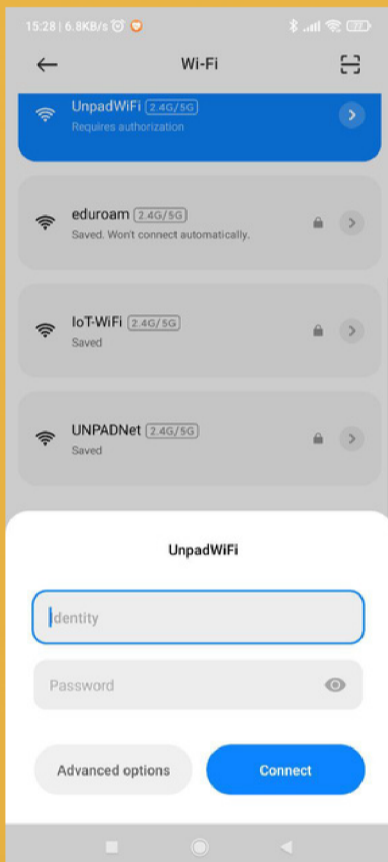 15:28 | 6.8KB/s
27
Wi-Fi
UnpadWiFi 2.4G/5G
Requires authorization
eduroam 2.4G/5G
Saved. Won't connect automatically.
IoT-WiFi 2.4G/5G
Saved
UNPADNet 2.4G/5G
Saved
UnpadWiFi
Identity
Password
Advanced options
Connect